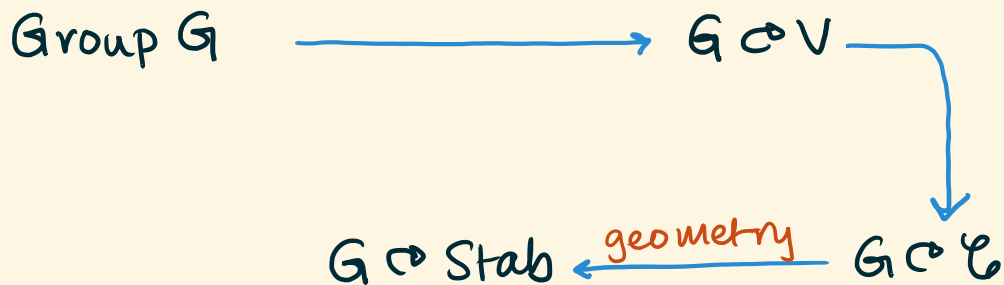 Group G G ↻ V
geometry
G ↻ Stab G ↻ 𝒞